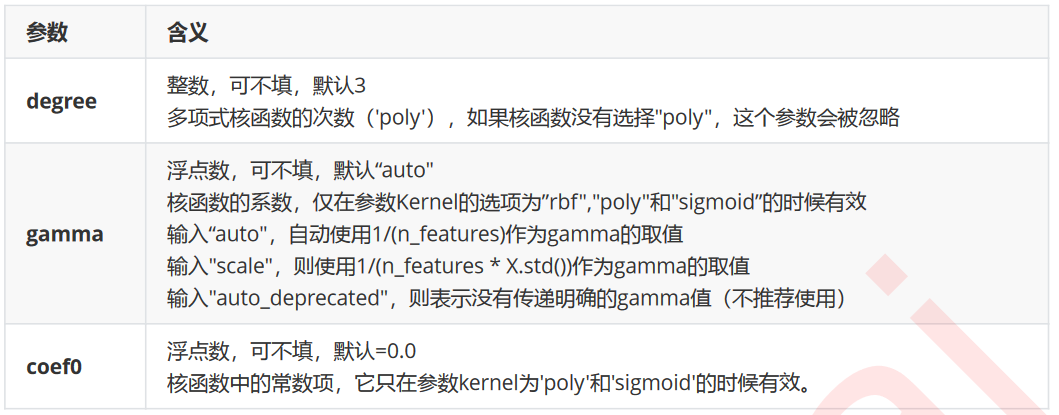 参数 含义
degree
整数，可不填，默认3
多项式核函数的次数（'poly'），如果核函数没有选择"poly"，这个参数会被忽略
gamma
浮点数，可不填，默认“auto"
核函数的系数，仅在参数Kernel的选项为”rbf","poly"和"sigmoid”的时候有效
输入“auto"，自动使用1/(n_features)作为gamma的取值
输入"scale"，则使用1/(n_features * X.std())作为gamma的取值
输入"auto_deprecated"，则表示没有传递明确的gamma值（不推荐使用）
coef0
浮点数，可不填，默认=0.0
核函数中的常数项，它只在参数kernel为'poly'和'sigmoid'的时候有效。